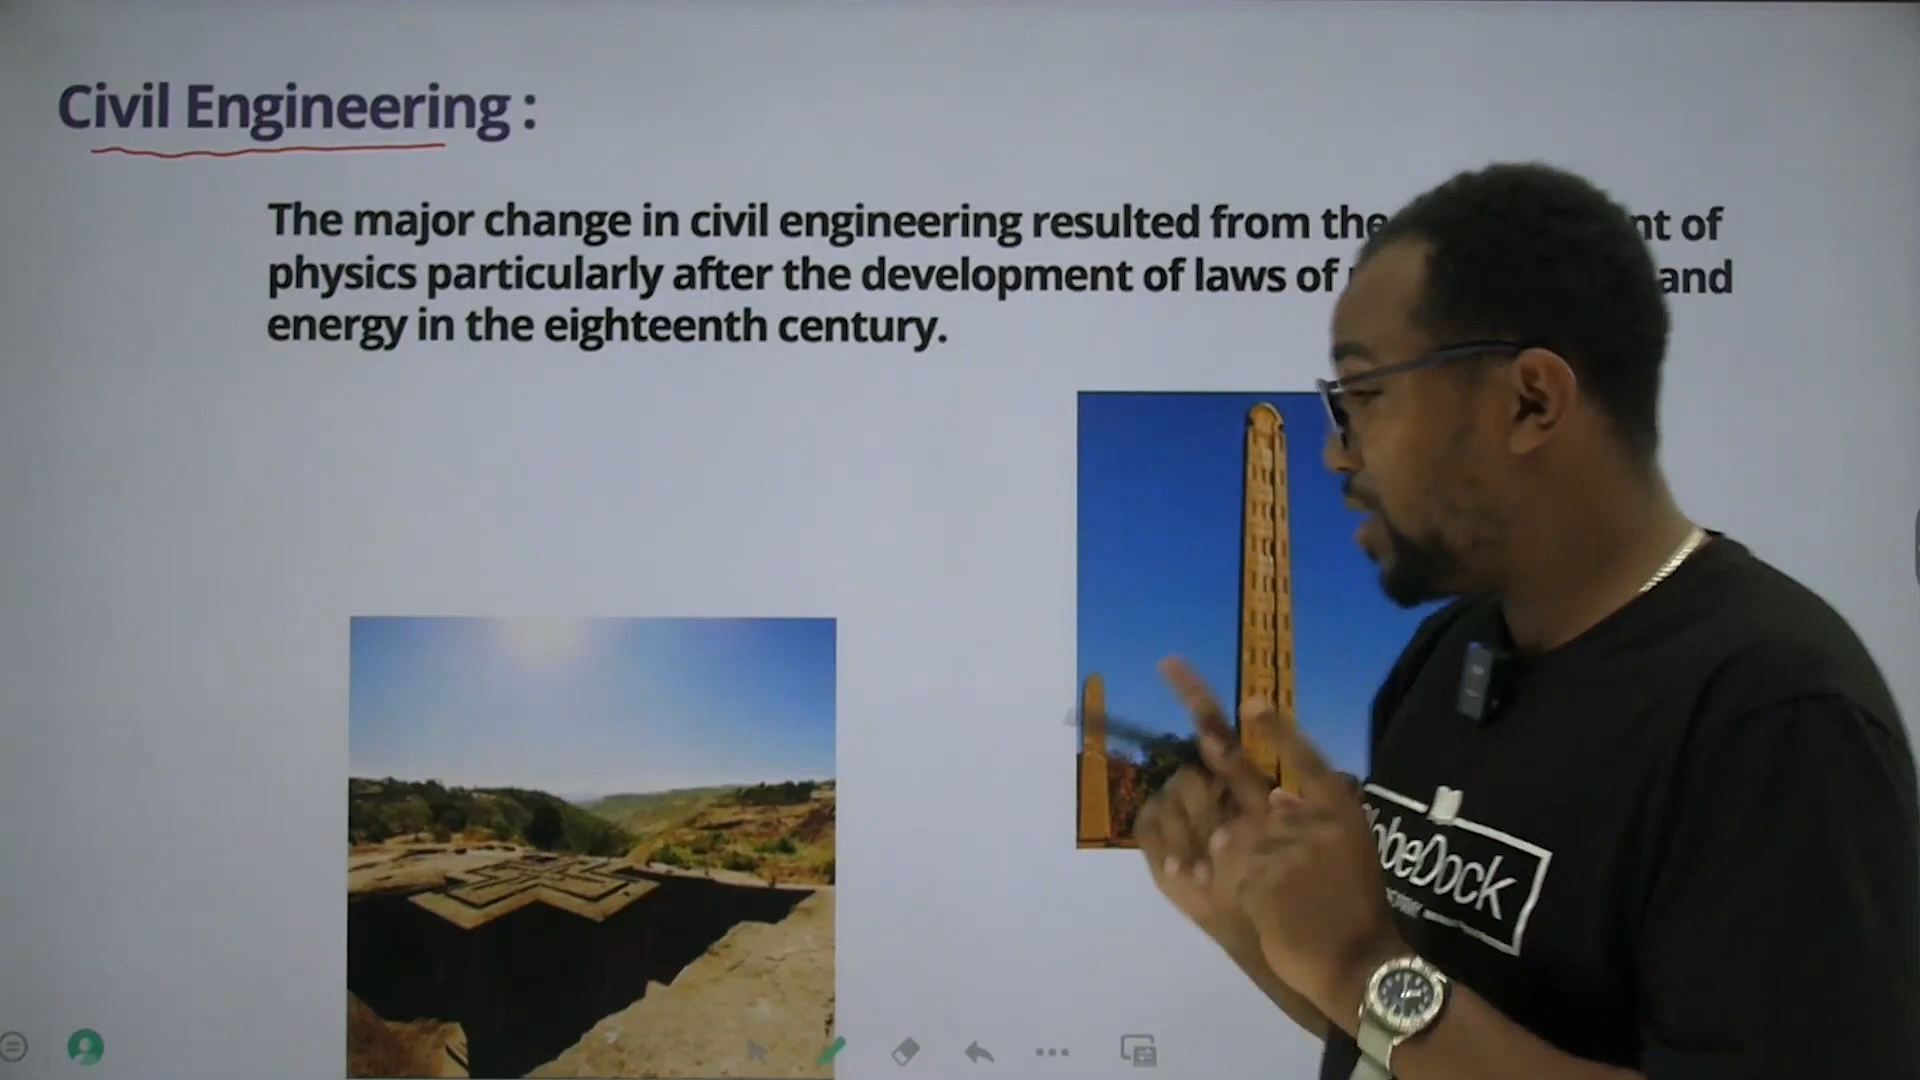 Civil Engineering :
The major change in civil engineering resulted from the of
physics particularly after the development of laws of and
energy in the eighteenth century.
Dock